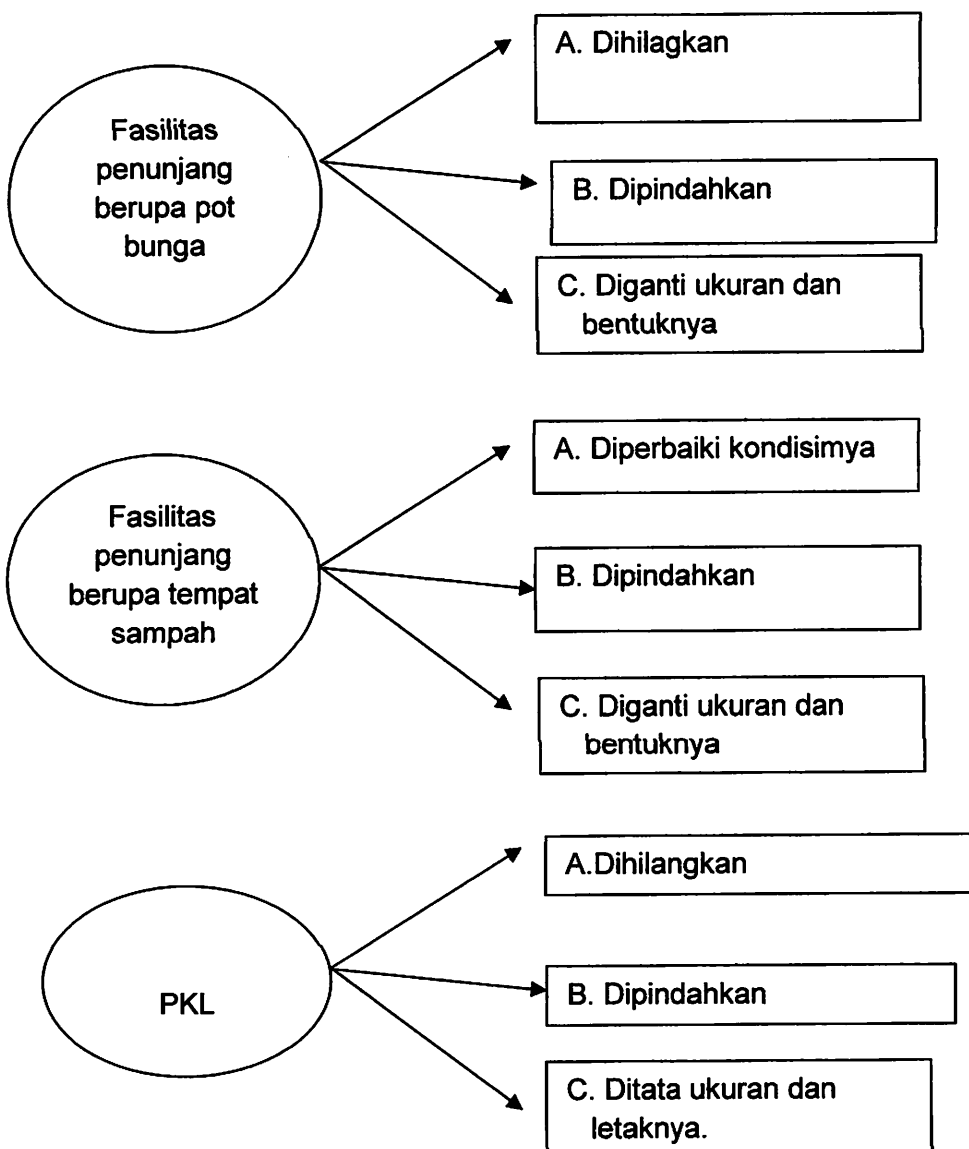 Fasilitas
penunjang
berupa pot
bunga
A. Dihilagkan
B. Dipindahkan
C. Diganti ukuran dan
bentuknya
Fasilitas
penunjang
berupa tempat
sampah
A. Diperbaiki kondisimya
B. Dipindahkan
C. Diganti ukuran dan
bentuknya
PKL
A.Dihilangkan
B. Dipindahkan
C. Ditata ukuran dan
letaknya.